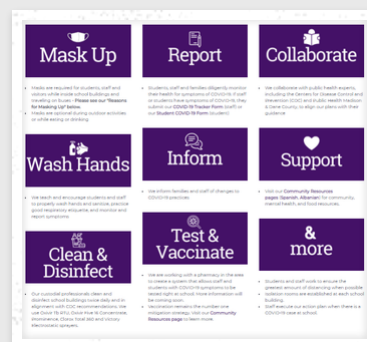 Mask Up
Masks are required for students, staff and
visitors while inside school buildings and
traveling on buses - Please see our "Reasons
for Masking Up" below.
Masks are optional during outdoor activities
or while eating or drinking.
Report
Students, staff and families diligently monitor
their health for symptoms of COVID-19. If staff
or students have symptoms of COVID-19, they
submit our COVID-19 Tracker Form (staff) or
our Student COVID-19 Form (student)
Collaborate
We collaborate with public health experts,
including the Centers for Disease Control and
Prevention (CDC) and Public Health Madison
& Dane County, to align our plans with their
guidance
Wash Hands
We teach and encourage students and staff
to properly wash hands and sanitize, practice
good respiratory etiquette, and monitor and
report symptoms.
Inform
We inform families and staff of changes to
COVID-19 practices.
Support
Visit our Community Resources
pages (Spanish, Albanian) for community,
mental health, and food resources.
Clean &
Disinfect
Our custodial professionals clean and
disinfect school buildings twice daily and in
alignment with CDC recommendations. We
use Oxivir TB RTU, Oxivir Five 16 Concentrate,
Virustat
electrostatic sprayers.
Test &
Vaccinate
We are working with a pharmacy in the area
to create a system that allows staff and
students with COVID-19 symptoms to be
tested right at school. More information will
be coming soon.
Vaccination remains the number one
mitigation strategy. Visit our Community
Resources page to learn more.
&
more
Students and staff work to ensure the
greatest amount of distancing when possible
Isolation rooms are established at each school
building.
Staff execute our action plan when there is a
COVID-19 case at school.